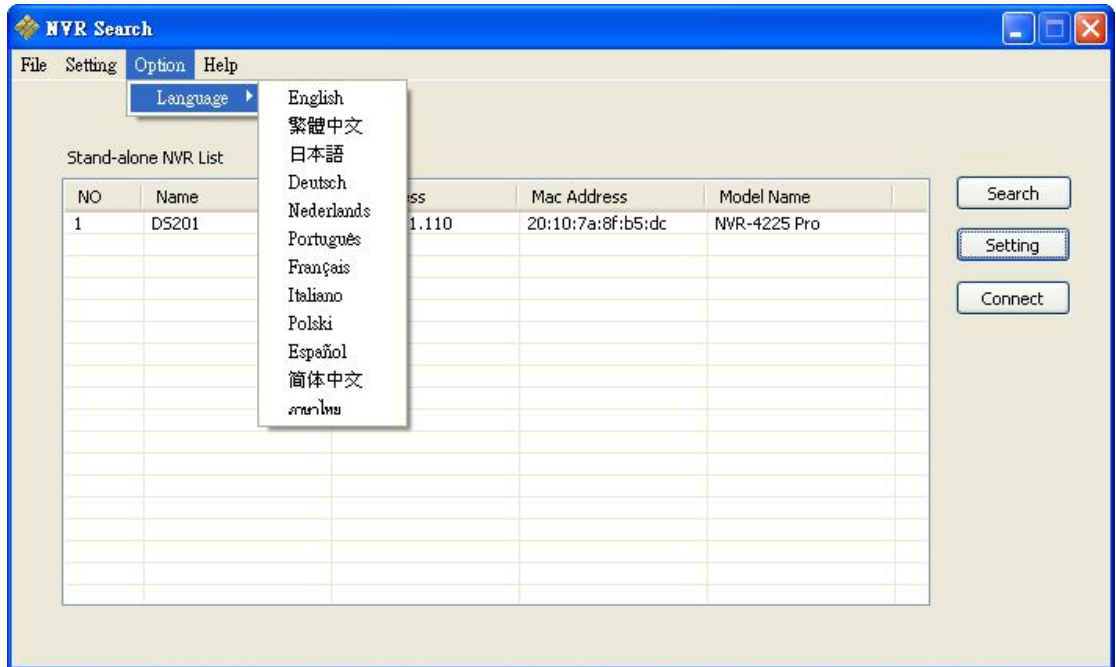 NVR Search
File Setting Option Help
Language
English
繁體中文
日本語
Deutsch
Nederlands
Português
Français
Italiano
Polski
Español
简体中文
ภาษาไทย
Stand-alone NVR List
NO Name ess Mac Address Model Name
1 DS201 1.110 20:10:7a:8f:b5:dc NVR-4225 Pro
Search
Setting
Connect